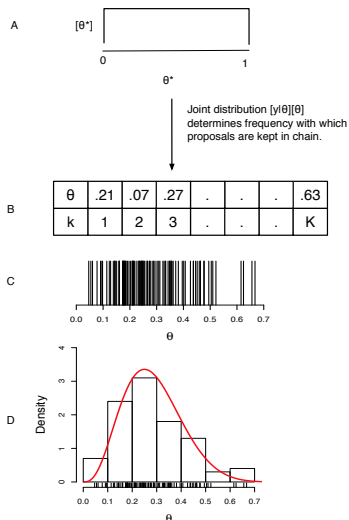 A
[θ*]
0 1
θ*
Joint distribution [y|θ][θ]
determines frequency with which
proposals are kept in chain.
B
θ .21 .07 .27 . . . .63
k 1 2 3 . . . K
C
0.0 0.1 0.2 0.3 0.4 0.5 0.6 0.7
θ
D
Density
4
3
2
1
0
0.0 0.1 0.2 0.3 0.4 0.5 0.6 0.7
θ